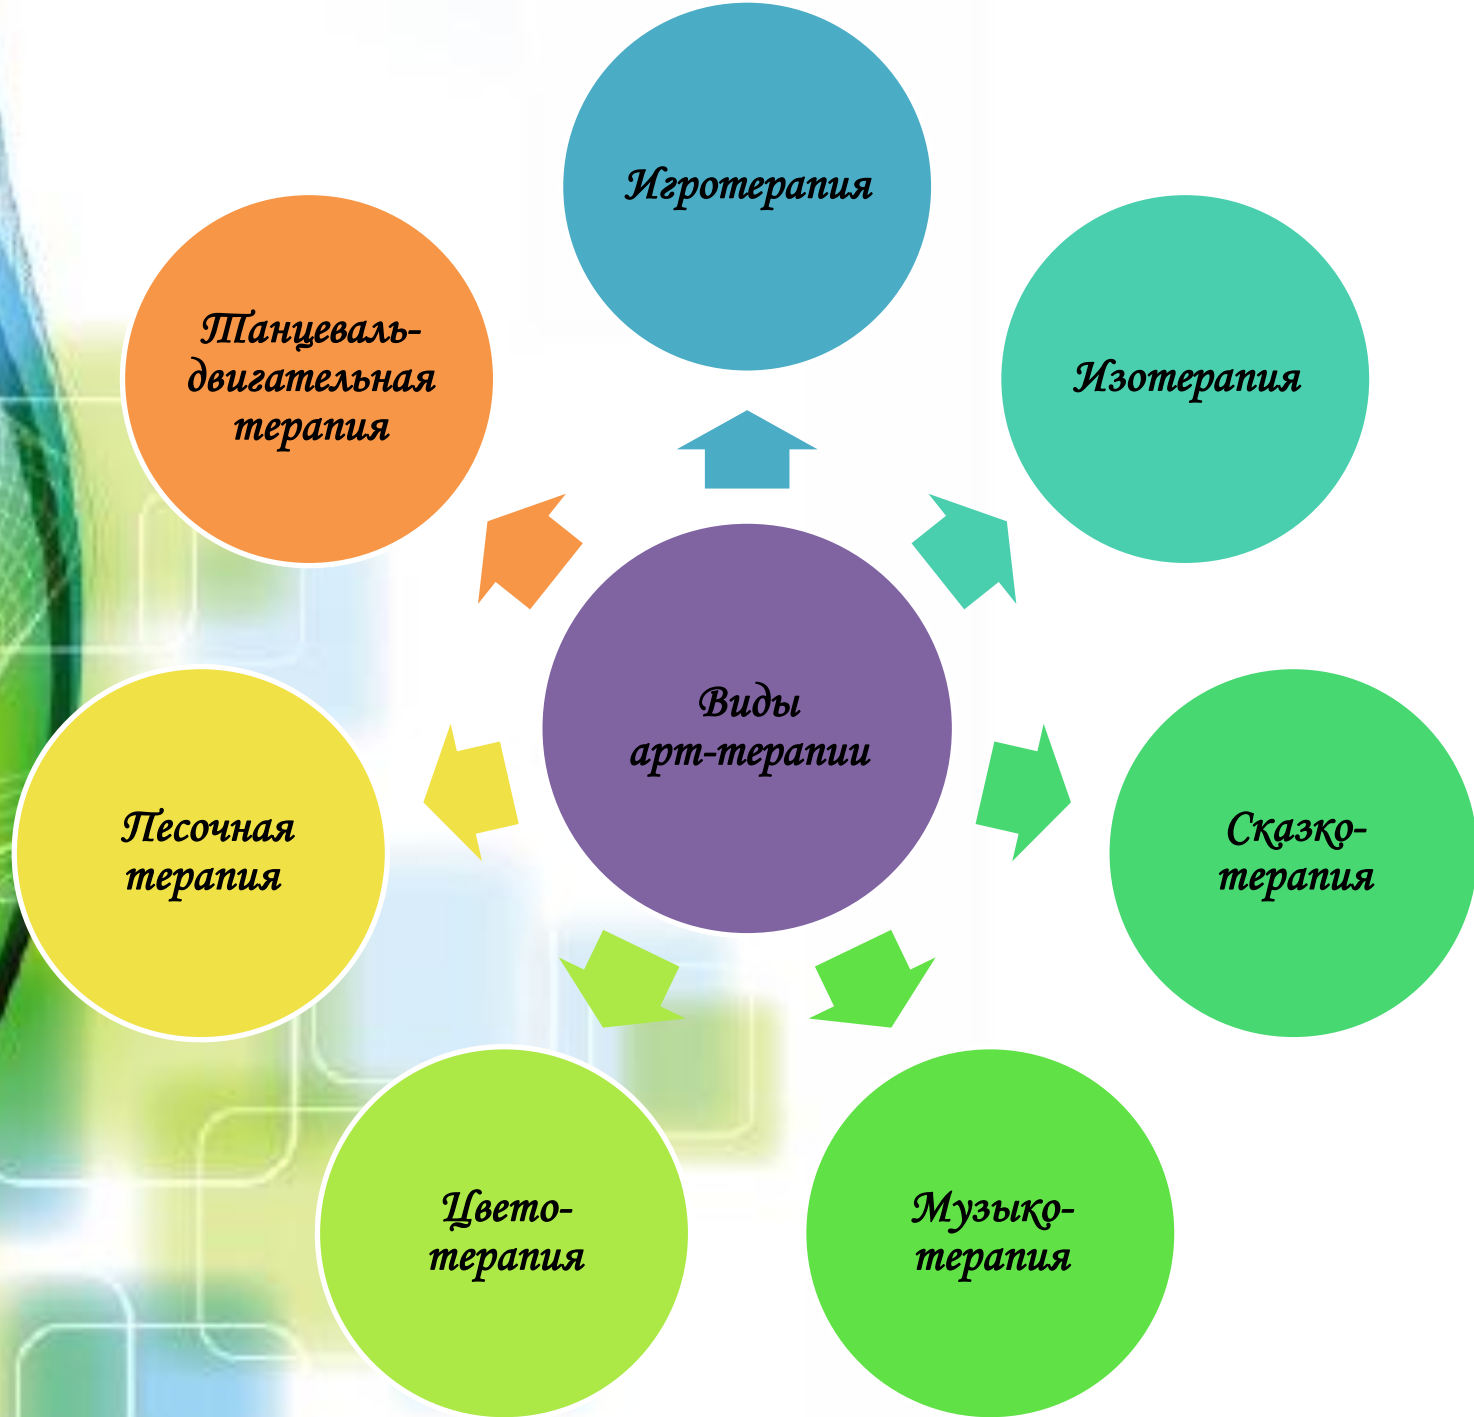 Игротерапия
Изотерапия
Сказко-
терапия
Музыко-
терапия
Цвето-
терапия
Песочная
терапия
Танцеваль-
двигательная
терапия
Виды
арт-терапии